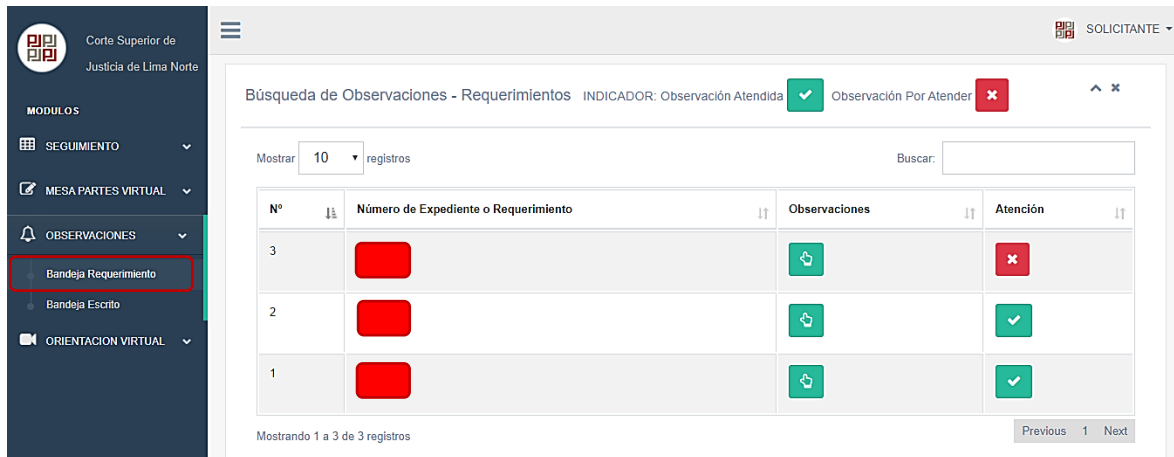 Corte Superior de
Justicia de Lima Norte
SOLICITANTE
MODULOS
SEGUIMIENTO
MESA PARTES VIRTUAL
OBSERVACIONES
Bandeja Requerimiento
Bandeja Escrito
ORIENTACION VIRTUAL
Búsqueda de Observaciones - Requerimientos INDICADOR: Observación Atendida Observación Por Atender
Mostrar 10 registros Buscar:
Nº Número de Expediente o Requerimiento Observaciones Atención
3
2
1
Mostrando 1 a 3 de 3 registros Previous 1 Next